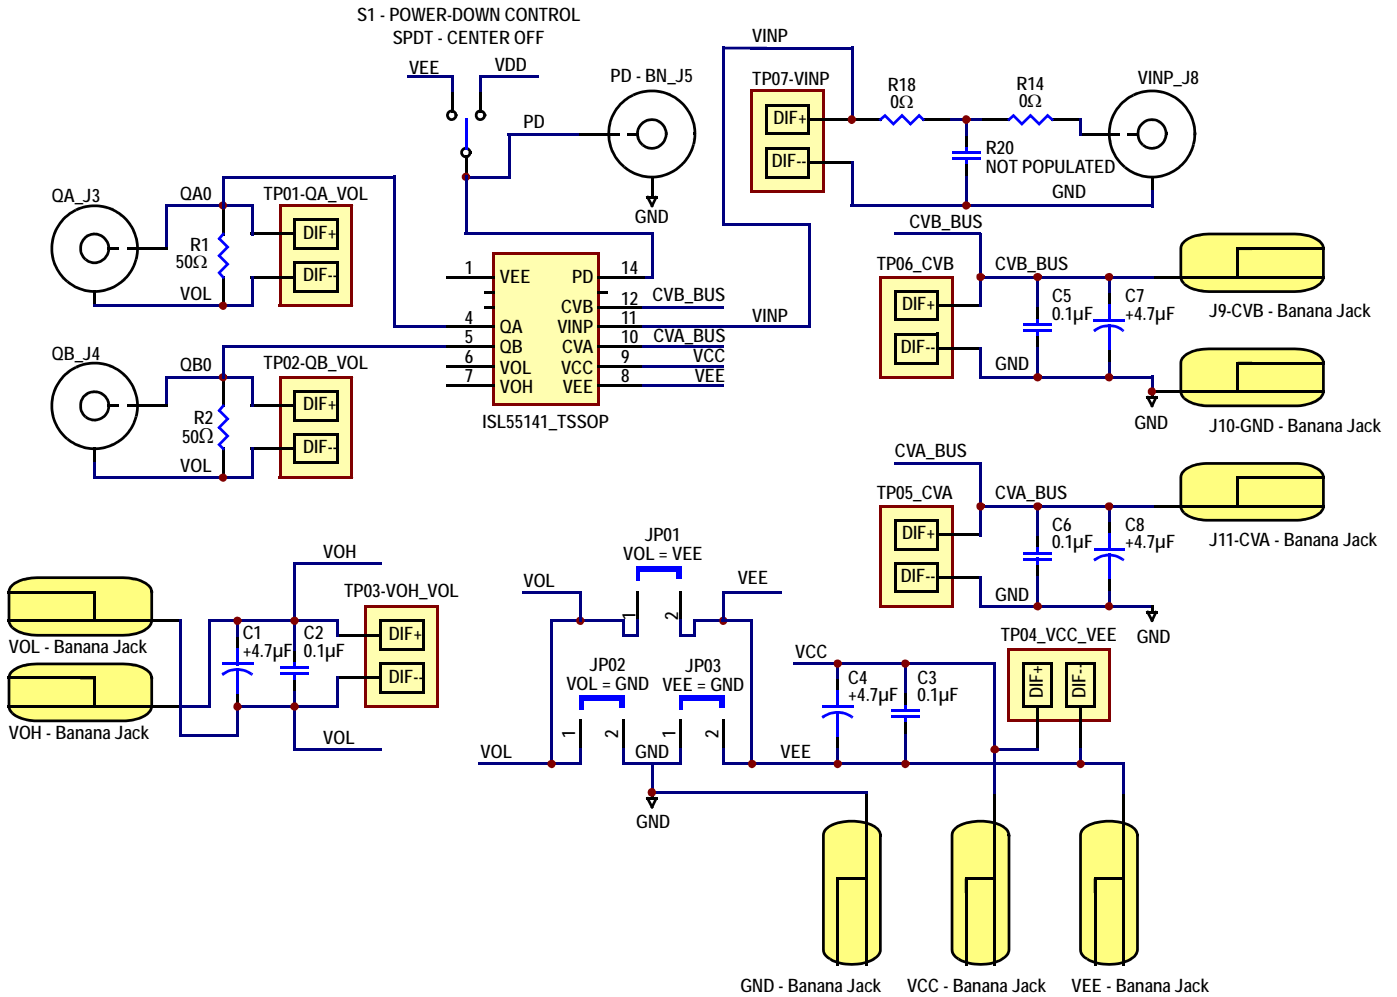 S1 - POWER-DOWN CONTROL
SPDT - CENTER OFF
VEE
VDD
PD - BN_J5
PD
GND
VINP
TP07-VINP
DIF+
DIF--
R18
0Ω
R14
0Ω
VINP_J8
R20
NOT POPULATED
GND
QA_J3
QA0
TP01-QA_VOL
R1
50Ω
DIF+
DIF--
VOL
QB_J4
QB0
TP02-QB_VOL
R2
50Ω
DIF+
DIF--
VOL
1
VEE
4
QA
5
QB
6
VOL
7
VOH
PD
14
CVB
12
CVB_BUS
VINP
11
VINP
CVA
10
CVA_BUS
VCC
9
VCC
VEE
8
VEE
ISL55141_TSSOP
CVB_BUS
TP06_CVB
CVB_BUS
DIF+
DIF--
C5
0.1µF
C7
+4.7µF
GND
GND
J9-CVB - Banana Jack
J10-GND - Banana Jack
CVA_BUS
TP05_CVA
CVA_BUS
DIF+
DIF--
C6
0.1µF
C8
+4.7µF
GND
GND
J11-CVA - Banana Jack
VOH
TP03-VOH_VOL
DIF+
DIF--
C1
+4.7µF
C2
0.1µF
VOL
VOL - Banana Jack
VOH - Banana Jack
JP01
VOL = VEE
VOL
VEE
1
2
JP02
VOL = GND
JP03
VEE = GND
1
2
1
2
VOL
GND
VEE
GND
VCC
C4
+4.7µF
C3
0.1µF
TP04_VCC_VEE
DIF+
DIF--
GND - Banana Jack
VCC - Banana Jack
VEE - Banana Jack